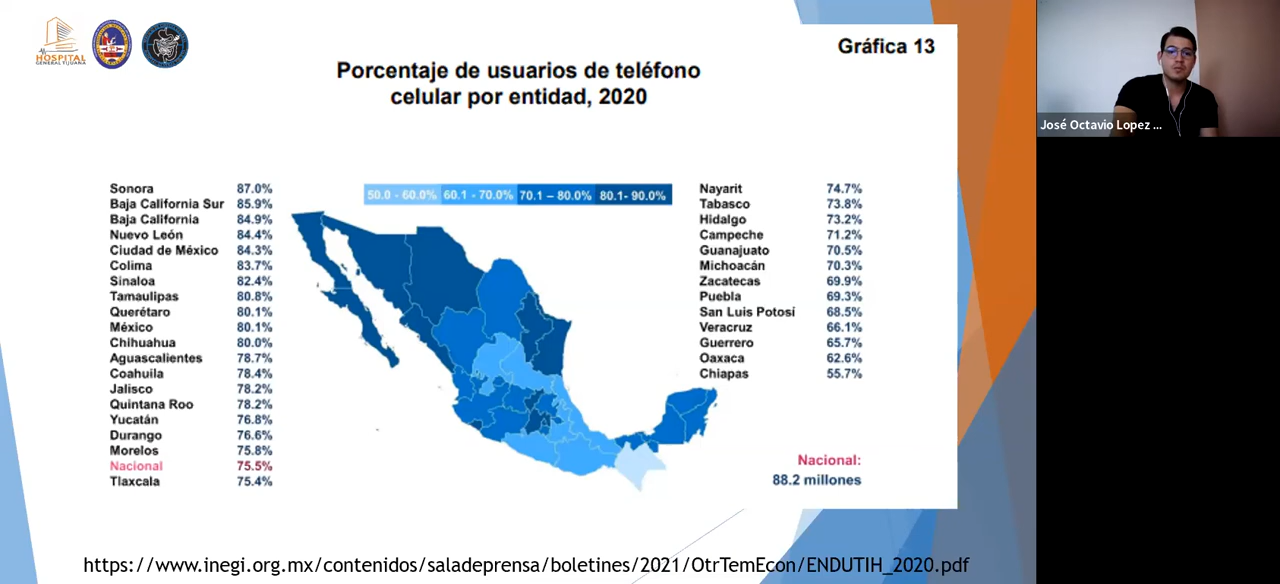 HOSPITAL
GENERAL TIJUANA
Gráfica 13
Porcentaje de usuarios de teléfono
celular por entidad, 2020
50.0 - 60.0% 60.1 - 70.0% 70.1 – 80.0% 80.1- 90.0%
Sonora 87.0%
Baja California Sur 85.9%
Baja California 84.9%
Nuevo León 84.4%
Ciudad de México 84.3%
Colima 83.7%
Sinaloa 82.4%
Tamaulipas 80.8%
Querétaro 80.1%
México 80.1%
Chihuahua 80.0%
Aguascalientes 78.7%
Coahuila 78.4%
Jalisco 78.2%
Quintana Roo 78.2%
Yucatán 76.8%
Durango 76.6%
Morelos 75.8%
Nacional 75.5%
Tlaxcala 75.4%
Nayarit 74.7%
Tabasco 73.8%
Hidalgo 73.2%
Campeche 71.2%
Guanajuato 70.5%
Michoacán 70.3%
Zacatecas 69.9%
Puebla 69.3%
San Luis Potosí 68.5%
Veracruz 66.1%
Guerrero 65.7%
Oaxaca 62.6%
Chiapas 55.7%
Nacional:
88.2 millones
https://www.inegi.org.mx/contenidos/saladeprensa/boletines/2021/OtrTemEcon/ENDUTIH_2020.pdf
José Octavio Lopez ...